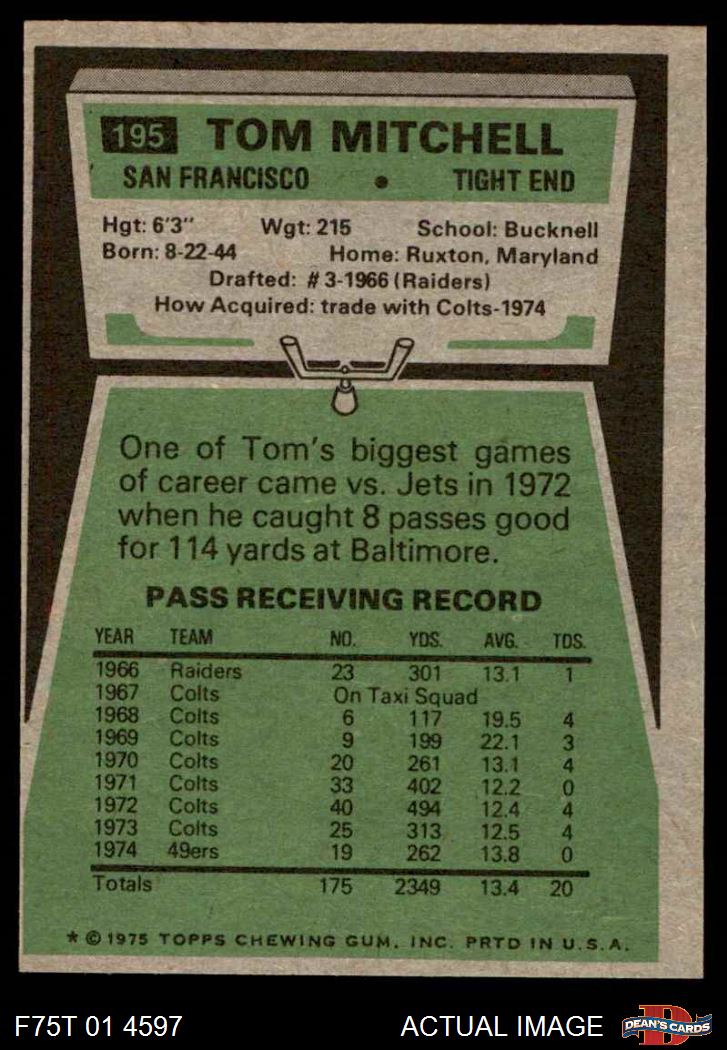 195 TOM MITCHELL
SAN FRANCISCO • TIGHT END
Hgt: 6'3" Wgt: 215 School: Bucknell
Born: 8-22-44 Home: Ruxton, Maryland
Drafted: #3-1966 (Raiders)
How Acquired: trade with Colts-1974
One of Tom's biggest games
of career came vs. Jets in 1972
when he caught 8 passes good
for 114 yards at Baltimore.
PASS RECEIVING RECORD
YEAR TEAM NO. YDS. AVG. TDS.
1966 Raiders 23 301 13.1 1
1967 Colts On Taxi Squad
1968 Colts 6 117 19.5 4
1969 Colts 9 199 22.1 3
1970 Colts 20 261 13.1 4
1971 Colts 33 402 12.2 0
1972 Colts 40 494 12.4 4
1973 Colts 25 313 12.5 4
1974 49ers 19 262 13.8 0
Totals 175 2349 13.4 20
* © 1975 TOPPS CHEWING GUM, INC. PRTD IN U.S.A.
F75T 01 4597 ACTUAL IMAGE D DEAN'S CARDS